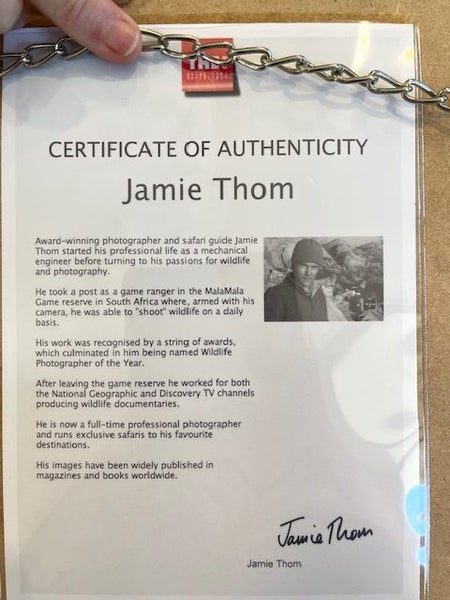 CERTIFICATE OF AUTHENTICITY
Jamie Thom
Award-winning photographer and safari guide Jamie
Thom started his professional life as a mechanical
engineer before turning to his passions for wildlife
and photography.
He took a post as a game ranger in the MalaMala
Game reserve in South Africa where, armed with his
camera, he was able to "shoot" wildlife on a daily
basis.
His work was recognised by a string of awards,
which culminated in him being named Wildlife
Photographer of the Year.
After leaving the game reserve he worked for both
the National Geographic and Discovery TV channels
producing wildlife documentaries.
He is now a full-time professional photographer
and runs exclusive safaris to his favourite
destinations.
His images have been widely published in
magazines and books worldwide.
Jamie Thom
Jamie Thom